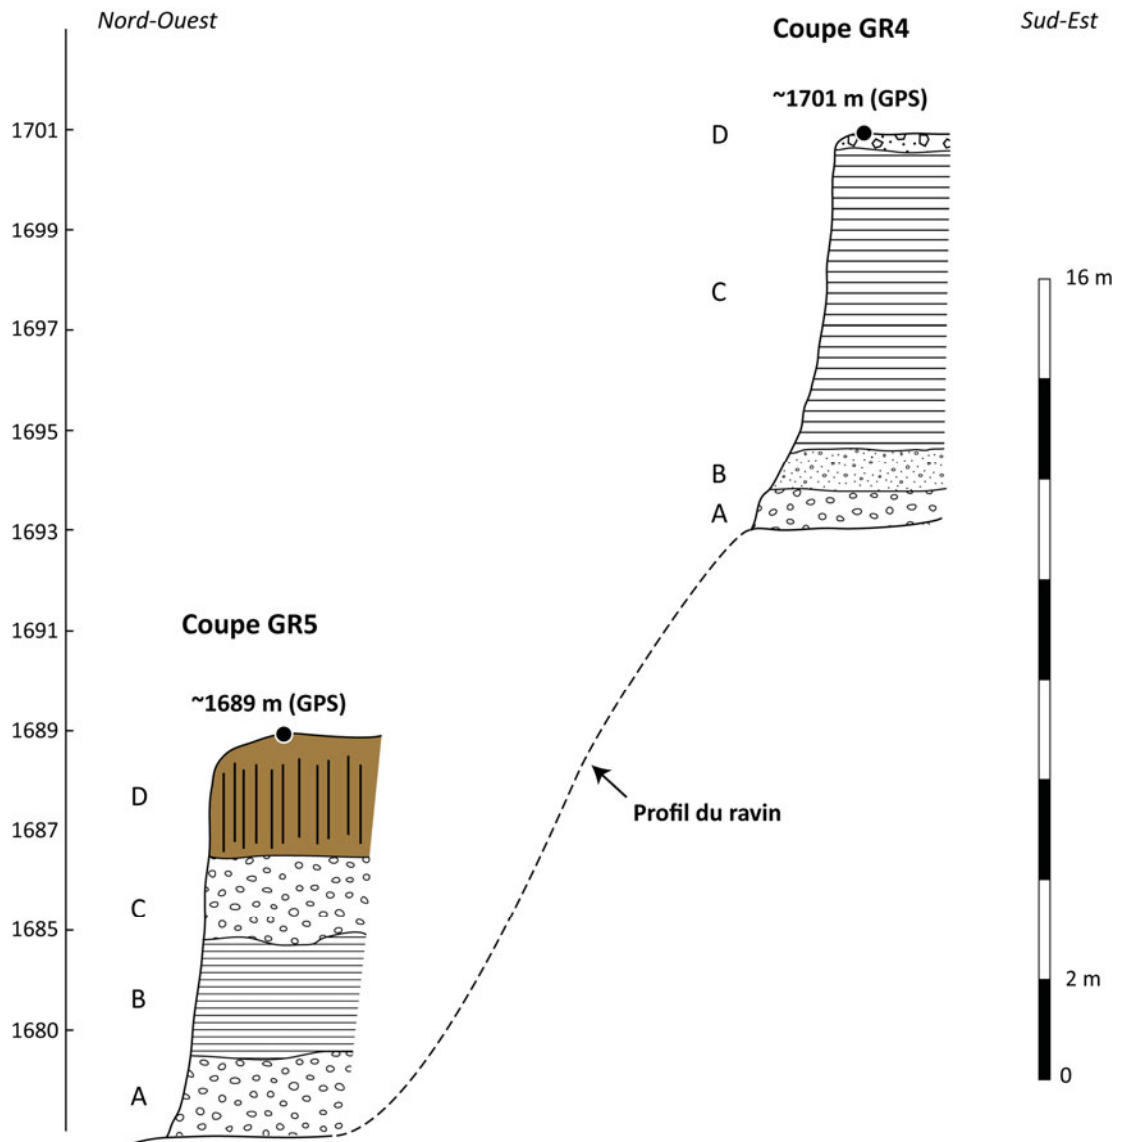 Nord-Ouest
Sud-Est
Coupe GR4
~1701 m (GPS)
1701
D
1699
C
16 m
1697
1695
B
A
1693
Coupe GR5
1691
~1689 m (GPS)
1689
D
Profil du ravin
1687
C
1685
B
2 m
1680
A
0